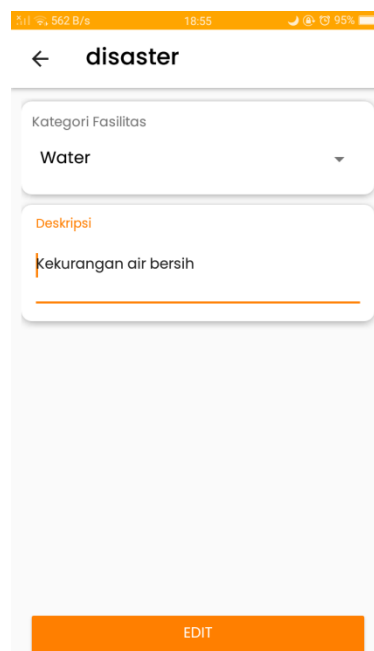 562 B/s 18:55 95%
disaster
Kategori Fasilitas
Water
Deskripsi
Kekurangan air bersih
EDIT